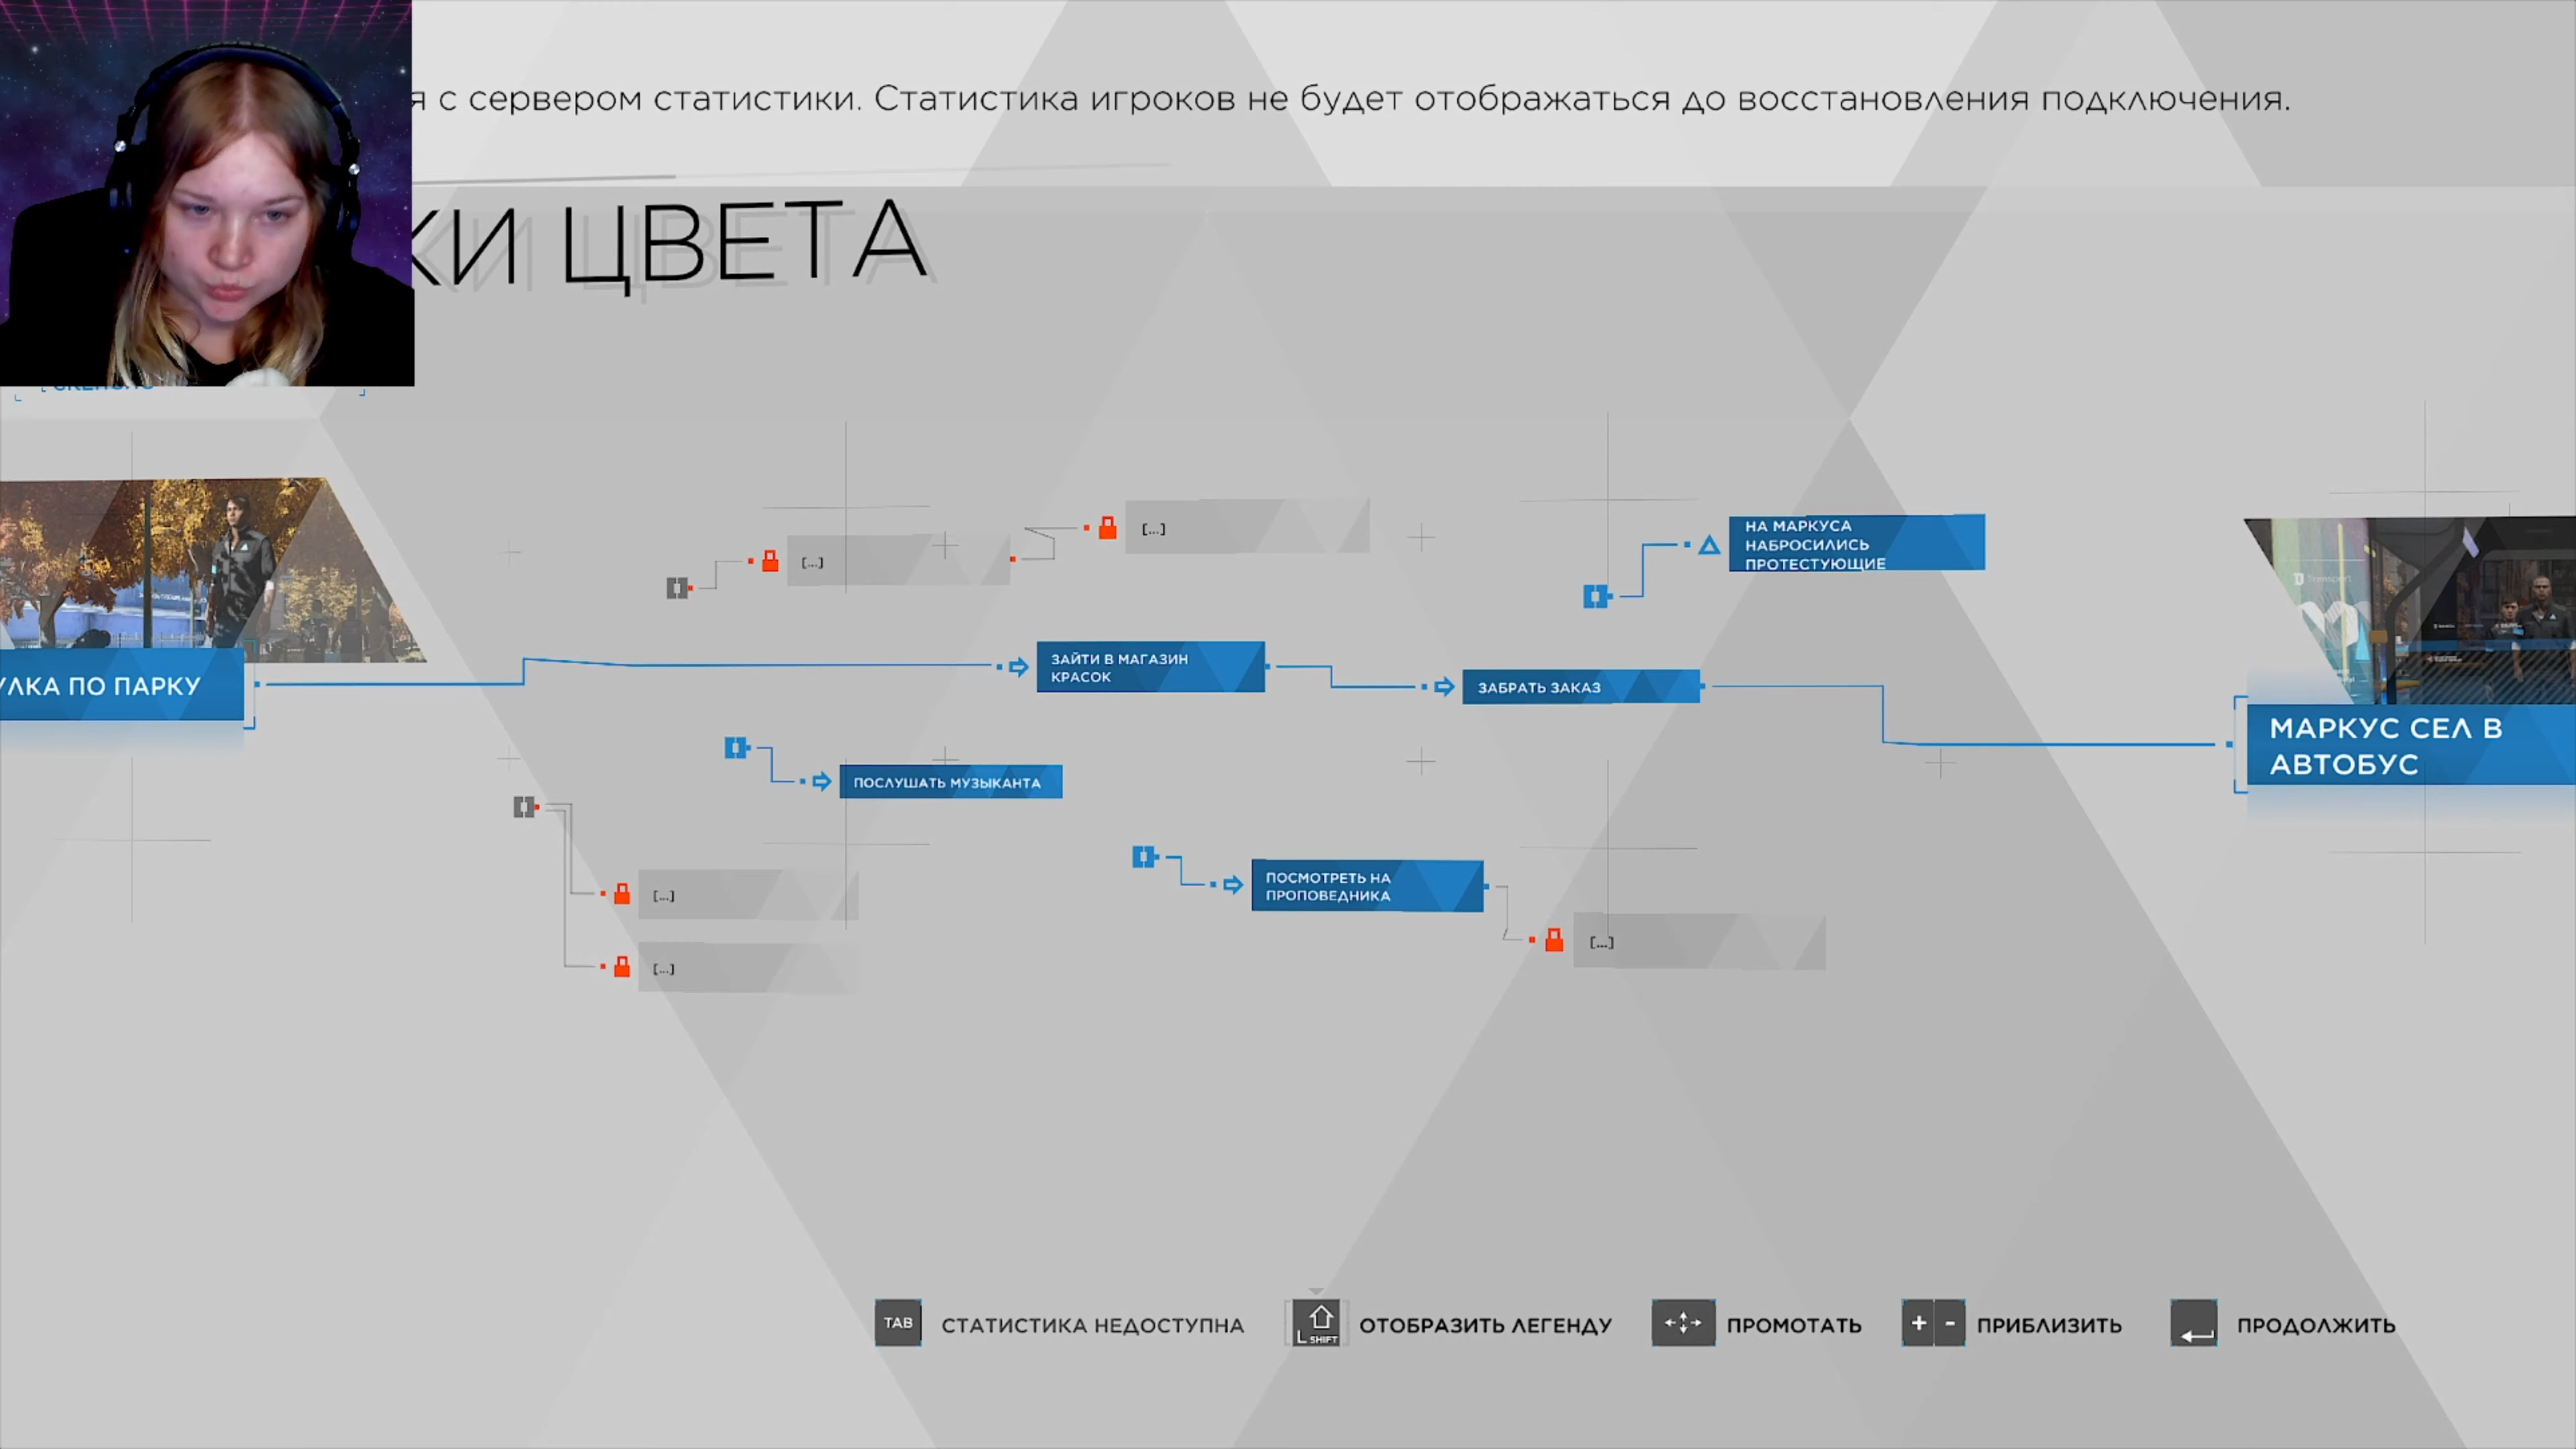 я с сервером статистики. Статистика игроков не будет отображаться до восстановления подключения.
КИ ЦВЕТА
[...]
[...]
НА МАРКУСА
НАБРОСИЛИСЬ
ПРОТЕСТУЮЩИЕ
ЗАЙТИ В МАГАЗИН
КРАСОК
УЛКА ПО ПАРКУ
ЗАБРАТЬ ЗАКАЗ
МАРКУС СЕЛ В
АВТОБУС
ПОСЛУШАТЬ МУЗЫКАНТА
ПОСМОТРЕТЬ НА
ПРОПОВЕДНИКА
[...]
[...]
[...]
TAB СТАТИСТИКА НЕДОСТУПНА
L SHIFT ОТОБРАЗИТЬ ЛЕГЕНДУ
ПРОМОТАТЬ
+ - ПРИБЛИЗИТЬ
ПРОДОЛЖИТЬ